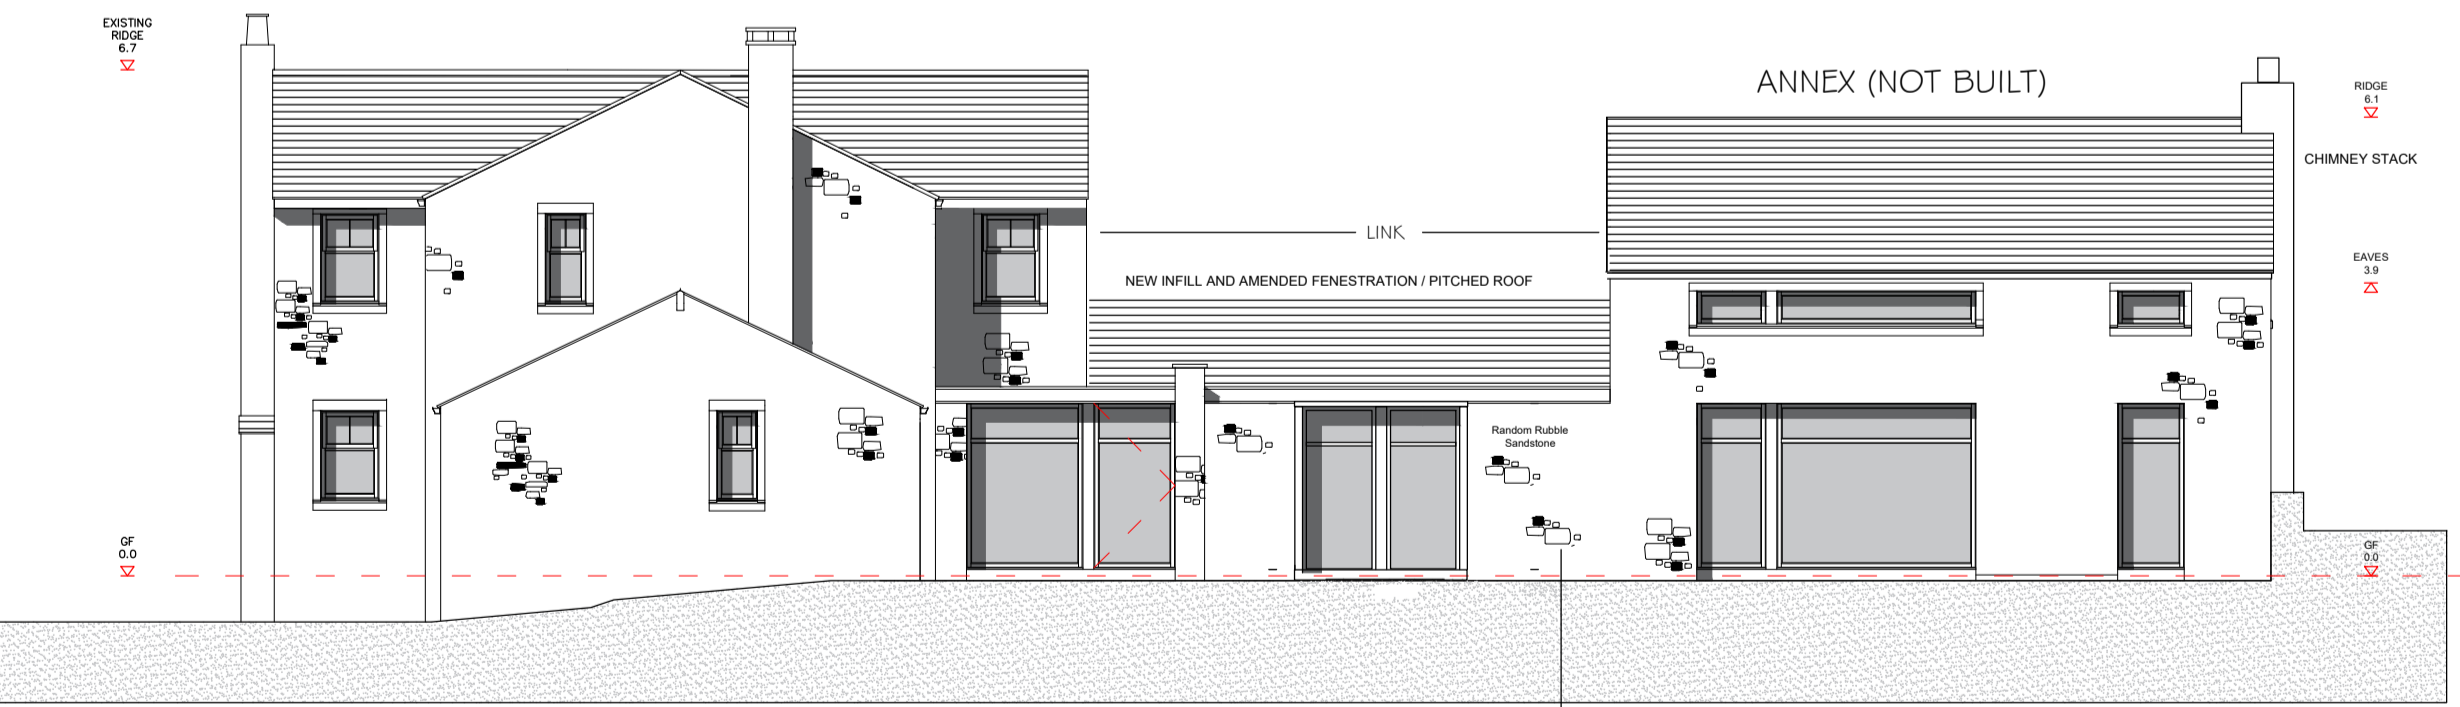 EXISTING
RIDGE
6.7
ANNEX (NOT BUILT)
RIDGE
6.1
CHIMNEY STACK
LINK
EAVES
3.9
NEW INFILL AND AMENDED FENESTRATION / PITCHED ROOF
Random Rubble
Sandstone
GF
0.0
GF
0.0